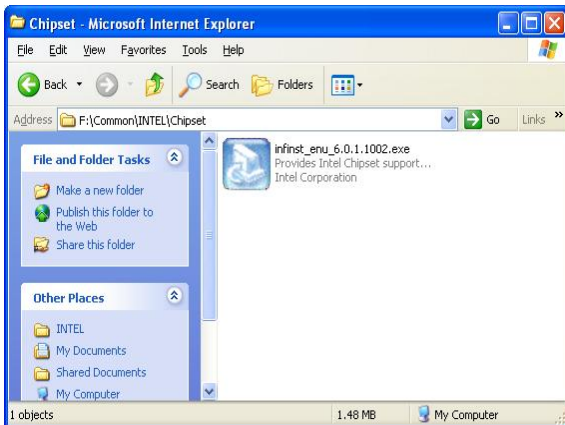 Chipset - Microsoft Internet Explorer
File Edit View Favorites Tools Help
Back Search Folders
Address F:\Common\INTEL\Chipset Go Links »
File and Folder Tasks
Make a new folder
Publish this folder to
the Web
Share this folder
Other Places
INTEL
My Documents
Shared Documents
My Computer
infinst_enu_6.0.1.1002.exe
Provides Intel Chipset support...
Intel Corporation
1 objects 1.48 MB My Computer